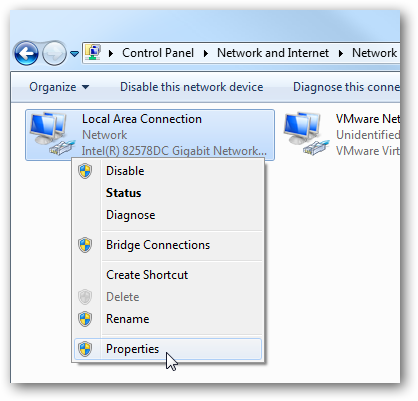 Control Panel Network and Internet Network
Organize Disable this network device Diagnose this conne
Local Area Connection
Network
Intel(R) 82578DC Gigabit Network...
VMware Net
Unidentified
VMware Virt
Disable
Status
Diagnose
Bridge Connections
Create Shortcut
Delete
Rename
Properties